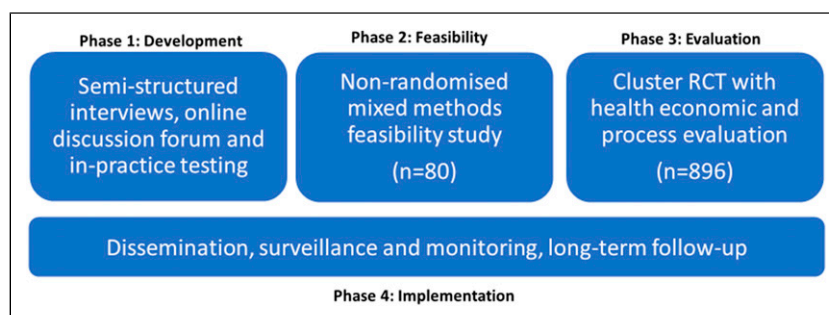 Phase 1: Development
Semi-structured
interviews, online
discussion forum and
in-practice testing
Phase 2: Feasibility
Non-randomised
mixed methods
feasibility study
(n=80)
Phase 3: Evaluation
Cluster RCT with
health economic and
process evaluation
(n=896)
Dissemination, surveillance and monitoring, long-term follow-up
Phase 4: Implementation